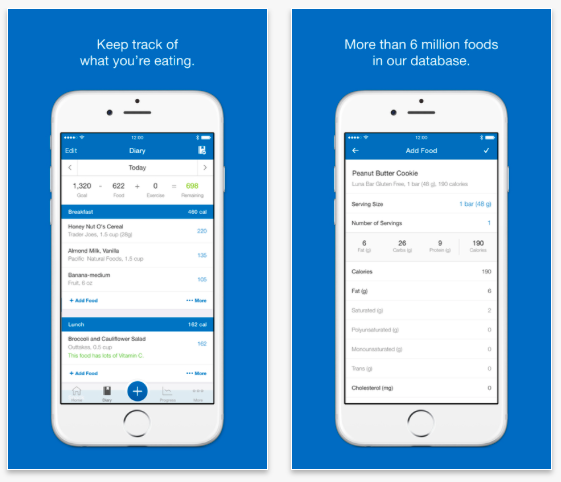 Keep track of
what you're eating.
12:00
Edit Diary
Today
1,320 - 622 + 0 = 698
Goal Food Exercise Remaining
Breakfast 460 cal
Honey Nut O's Cereal
Trader Joes, 1.5 cup (28g) 220
Almond Milk, Vanilla
Pacific Natural Foods, 1.5 cup 135
Banana-medium
Fruit, 6 oz 105
+ Add Food ••• More
Lunch 162 cal
Broccoli and Cauliflower Salad
0.5 cup 162
This food has lots of Vitamin C.
+ Add Food ••• More
Home Diary + Progress More
More than 6 million foods
in our database.
12:00
Add Food
Peanut Butter Cookie
Luna Bar Gluten Free, 1 bar (48 g), 190 calories
Serving Size 1 bar (48 g)
Number of Servings 1
6 26 9 190
Fat (g) Carbs (g) Protein (g) Calories
Calories 190
Fat (g) 6
Saturated (g) 2
Polyunsaturated (g) 0
Monounsaturated (g) 0
Trans (g) 0
Cholesterol (mg) 0